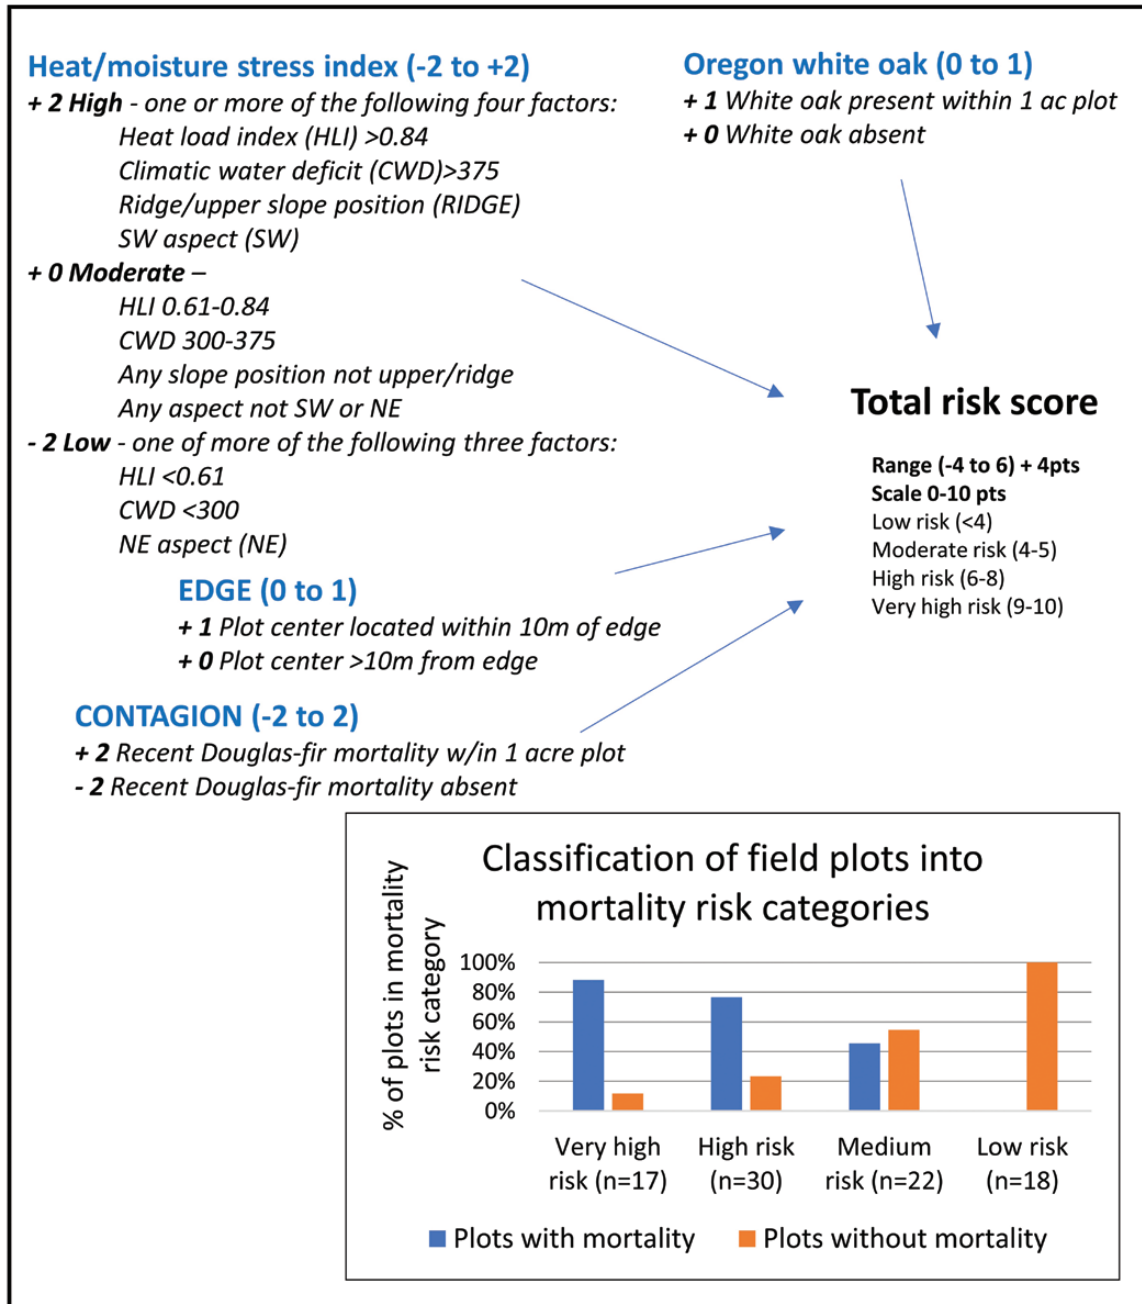 Heat/moisture stress index (-2 to +2)
+ 2 High - one or more of the following four factors:
Heat load index (HLI) >0.84
Climatic water deficit (CWD)>375
Ridge/upper slope position (RIDGE)
SW aspect (SW)
+ 0 Moderate –
HLI 0.61-0.84
CWD 300-375
Any slope position not upper/ridge
Any aspect not SW or NE
- 2 Low - one of more of the following three factors:
HLI <0.61
CWD <300
NE aspect (NE)
Oregon white oak (0 to 1)
+ 1 White oak present within 1 ac plot
+ 0 White oak absent
EDGE (0 to 1)
+ 1 Plot center located within 10m of edge
+ 0 Plot center >10m from edge
CONTAGION (-2 to 2)
+ 2 Recent Douglas-fir mortality w/in 1 acre plot
- 2 Recent Douglas-fir mortality absent
Total risk score
Range (-4 to 6) + 4pts
Scale 0-10 pts
Low risk (<4)
Moderate risk (4-5)
High risk (6-8)
Very high risk (9-10)
Classification of field plots into
mortality risk categories
% of plots in mortality
risk category
100%
80%
60%
40%
20%
0%
Very high
risk (n=17)
High risk
(n=30)
Medium
risk (n=22)
Low risk
(n=18)
Plots with mortality
Plots without mortality